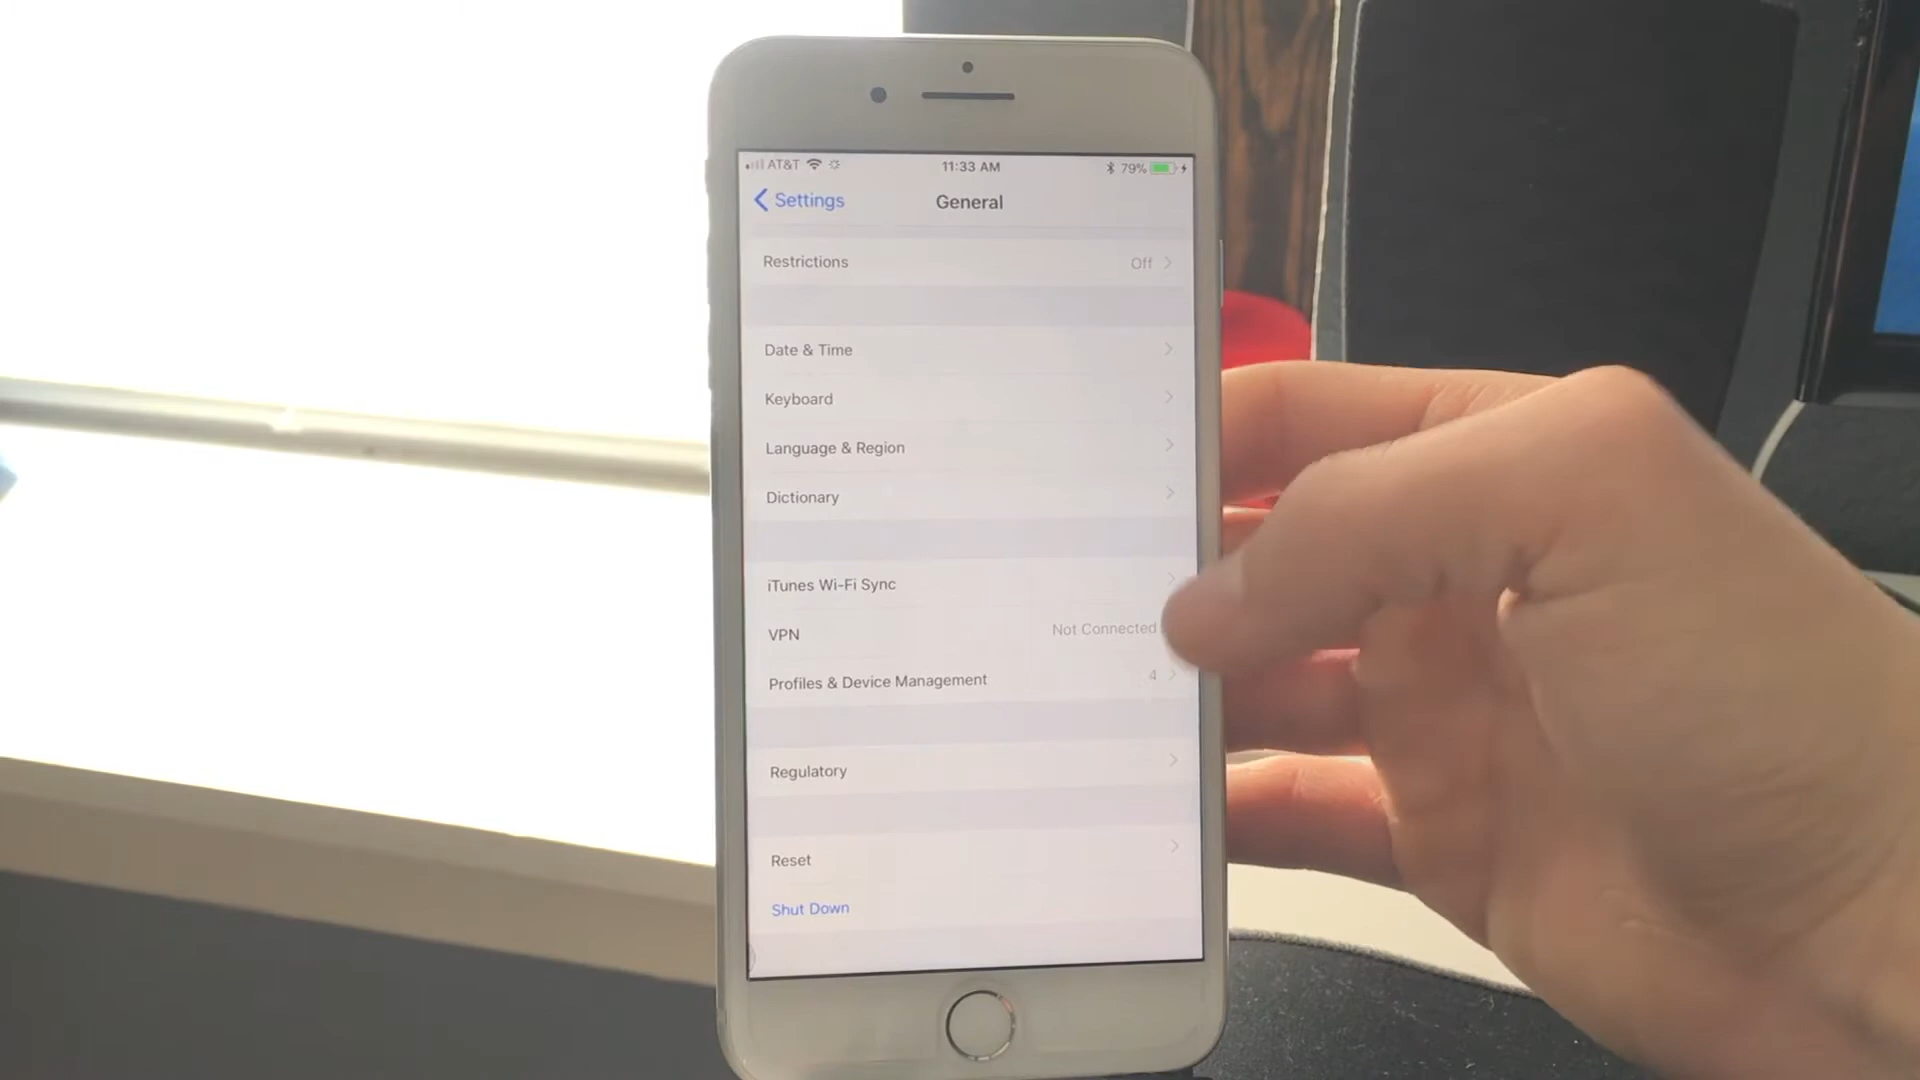 AT&T 11:33 AM 79%
Settings General
Restrictions Off
Date & Time
Keyboard
Language & Region
Dictionary
iTunes Wi-Fi Sync
VPN Not Connected
Profiles & Device Management 4
Regulatory
Reset
Shut Down